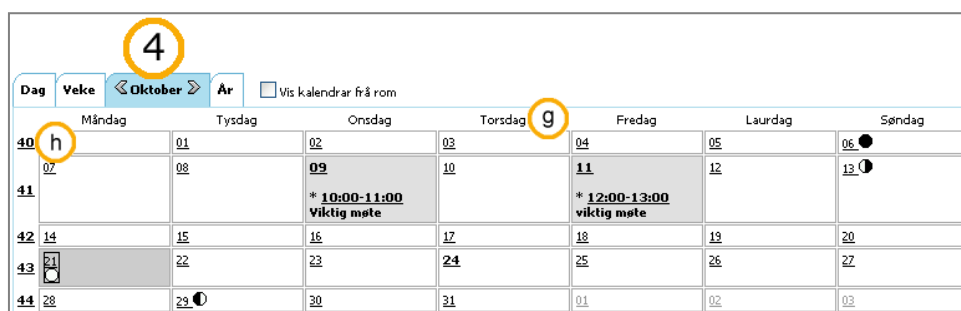 4
Dag Veke Oktober År Vis kalendrar frå rom
Måndag Tysdag Onsdag Torsdag g Fredag Laurdag Søndag
40 h 01 02 03 04 05 06
41 07 08 09 10 11 12 13
* 10:00-11:00 * 12:00-13:00
Viktig møte viktig møte
42 14 15 16 17 18 19 20
43 21 22 23 24 25 26 27
44 28 29 30 31 01 02 03